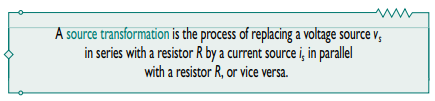 A source transformation is the process of replacing a voltage source vₛ
in series with a resistor R by a current source iₛ in parallel
with a resistor R, or vice versa.